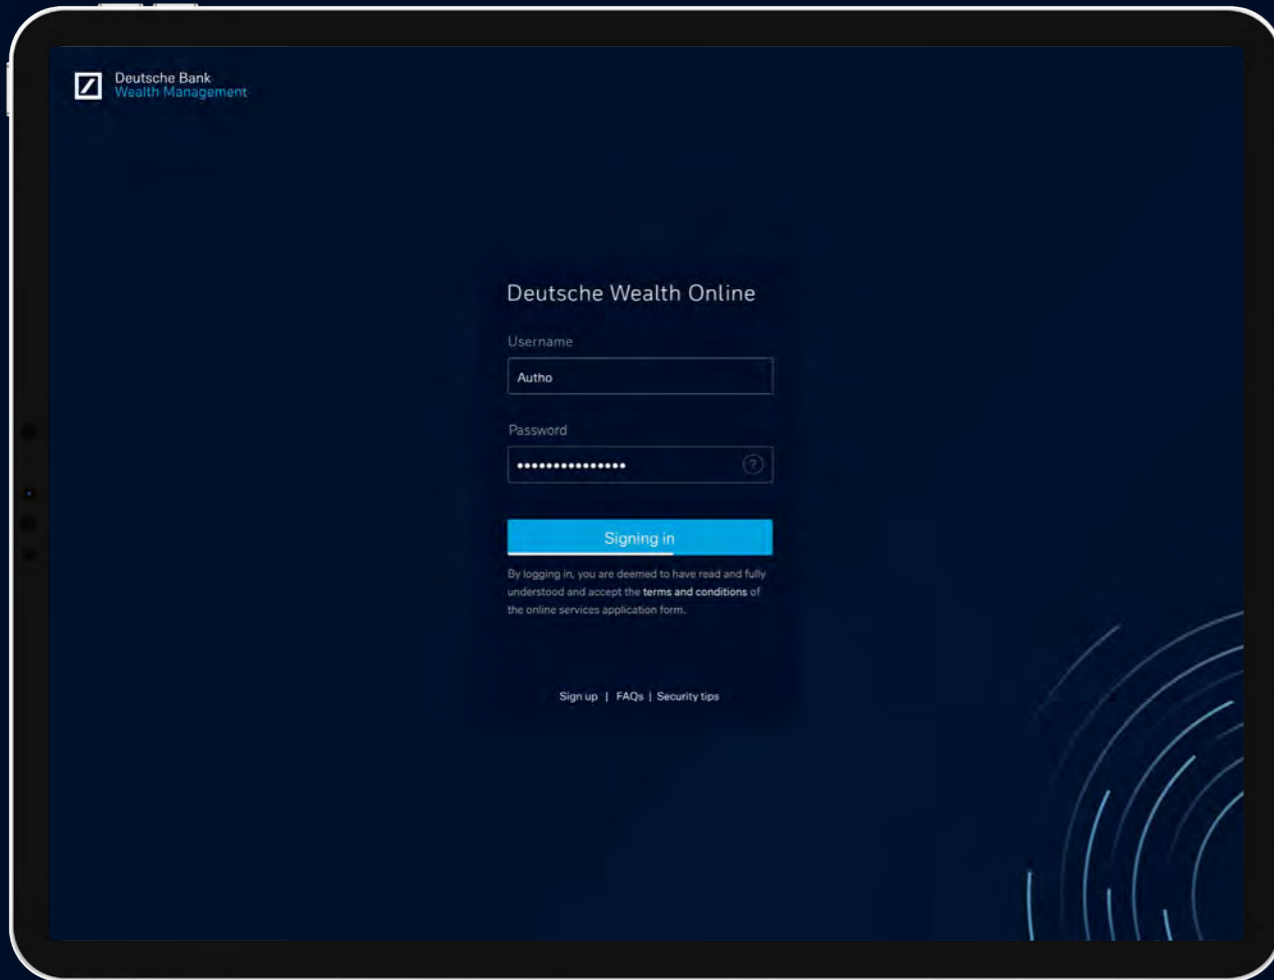 Deutsche Bank
Wealth Management
Deutsche Wealth Online
Username
Autho
Password
•••••••••••••••
?
Signing in
By logging in, you are deemed to have read and fully
understood and accept the terms and conditions of
the online services application form.
Sign up | FAQs | Security tips